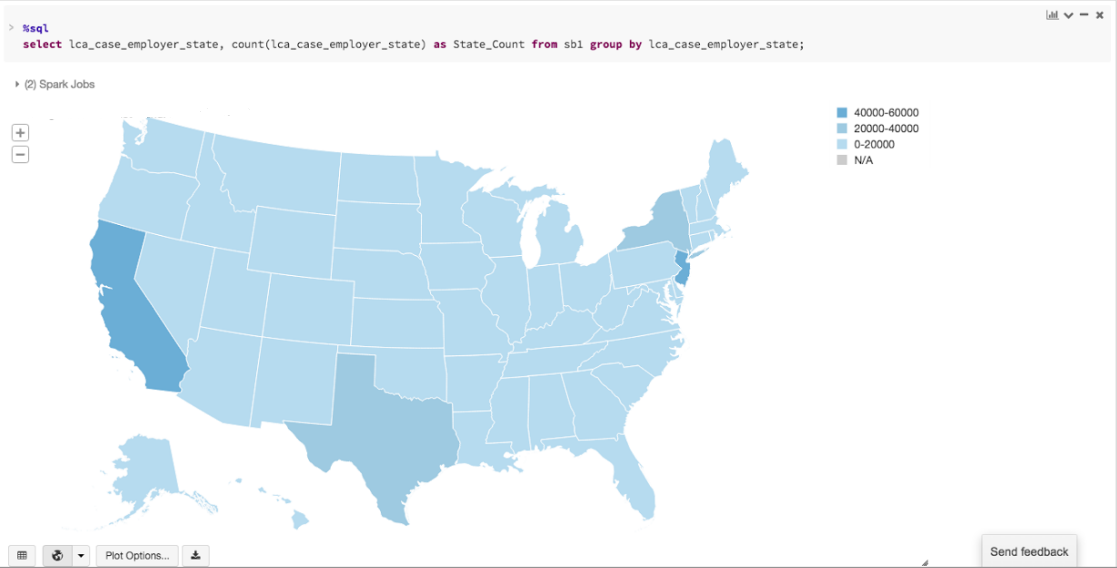 %sql
select lca_case_employer_state, count(lca_case_employer_state) as State_Count from sb1 group by lca_case_employer_state;
(2) Spark Jobs
40000-60000
20000-40000
0-20000
N/A
Plot Options...
Send feedback